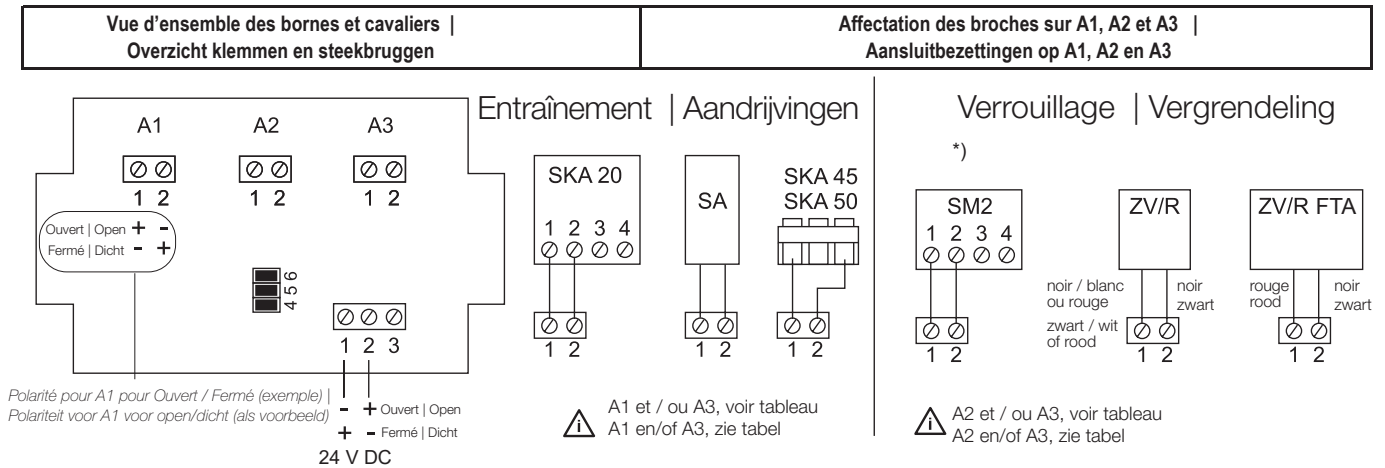 Vue d'ensemble des bornes et cavaliers |
Overzicht klemmen en steekbruggen
Affectation des broches sur A1, A2 et A3 |
Aansluitbezettingen op A1, A2 en A3
A1 A2 A3
1 2 1 2 1 2
Ouvert | Open + -
Fermé | Dicht - +
4 5 6
1 2 3
Polarité pour A1 pour Ouvert / Fermé (exemple) |
Polariteit voor A1 voor open/dicht (als voorbeeld)
- + Ouvert | Open
+ - Fermé | Dicht
24 V DC
Entraînement | Aandrijvingen
SKA 20
1 2 3 4
1 2
SA
1 2
SKA 45
SKA 50
1 2
A1 et / ou A3, voir tableau
A1 en/of A3, zie tabel
Verrouillage | Vergrendeling
*)
SM2
1 2 3 4
1 2
ZV/R
noir / blanc
ou rouge
zwart / wit
of rood
noir
zwart
1 2
ZV/R FTA
rouge
rood
noir
zwart
1 2
A2 et / ou A3, voir tableau
A2 en/of A3, zie tabel